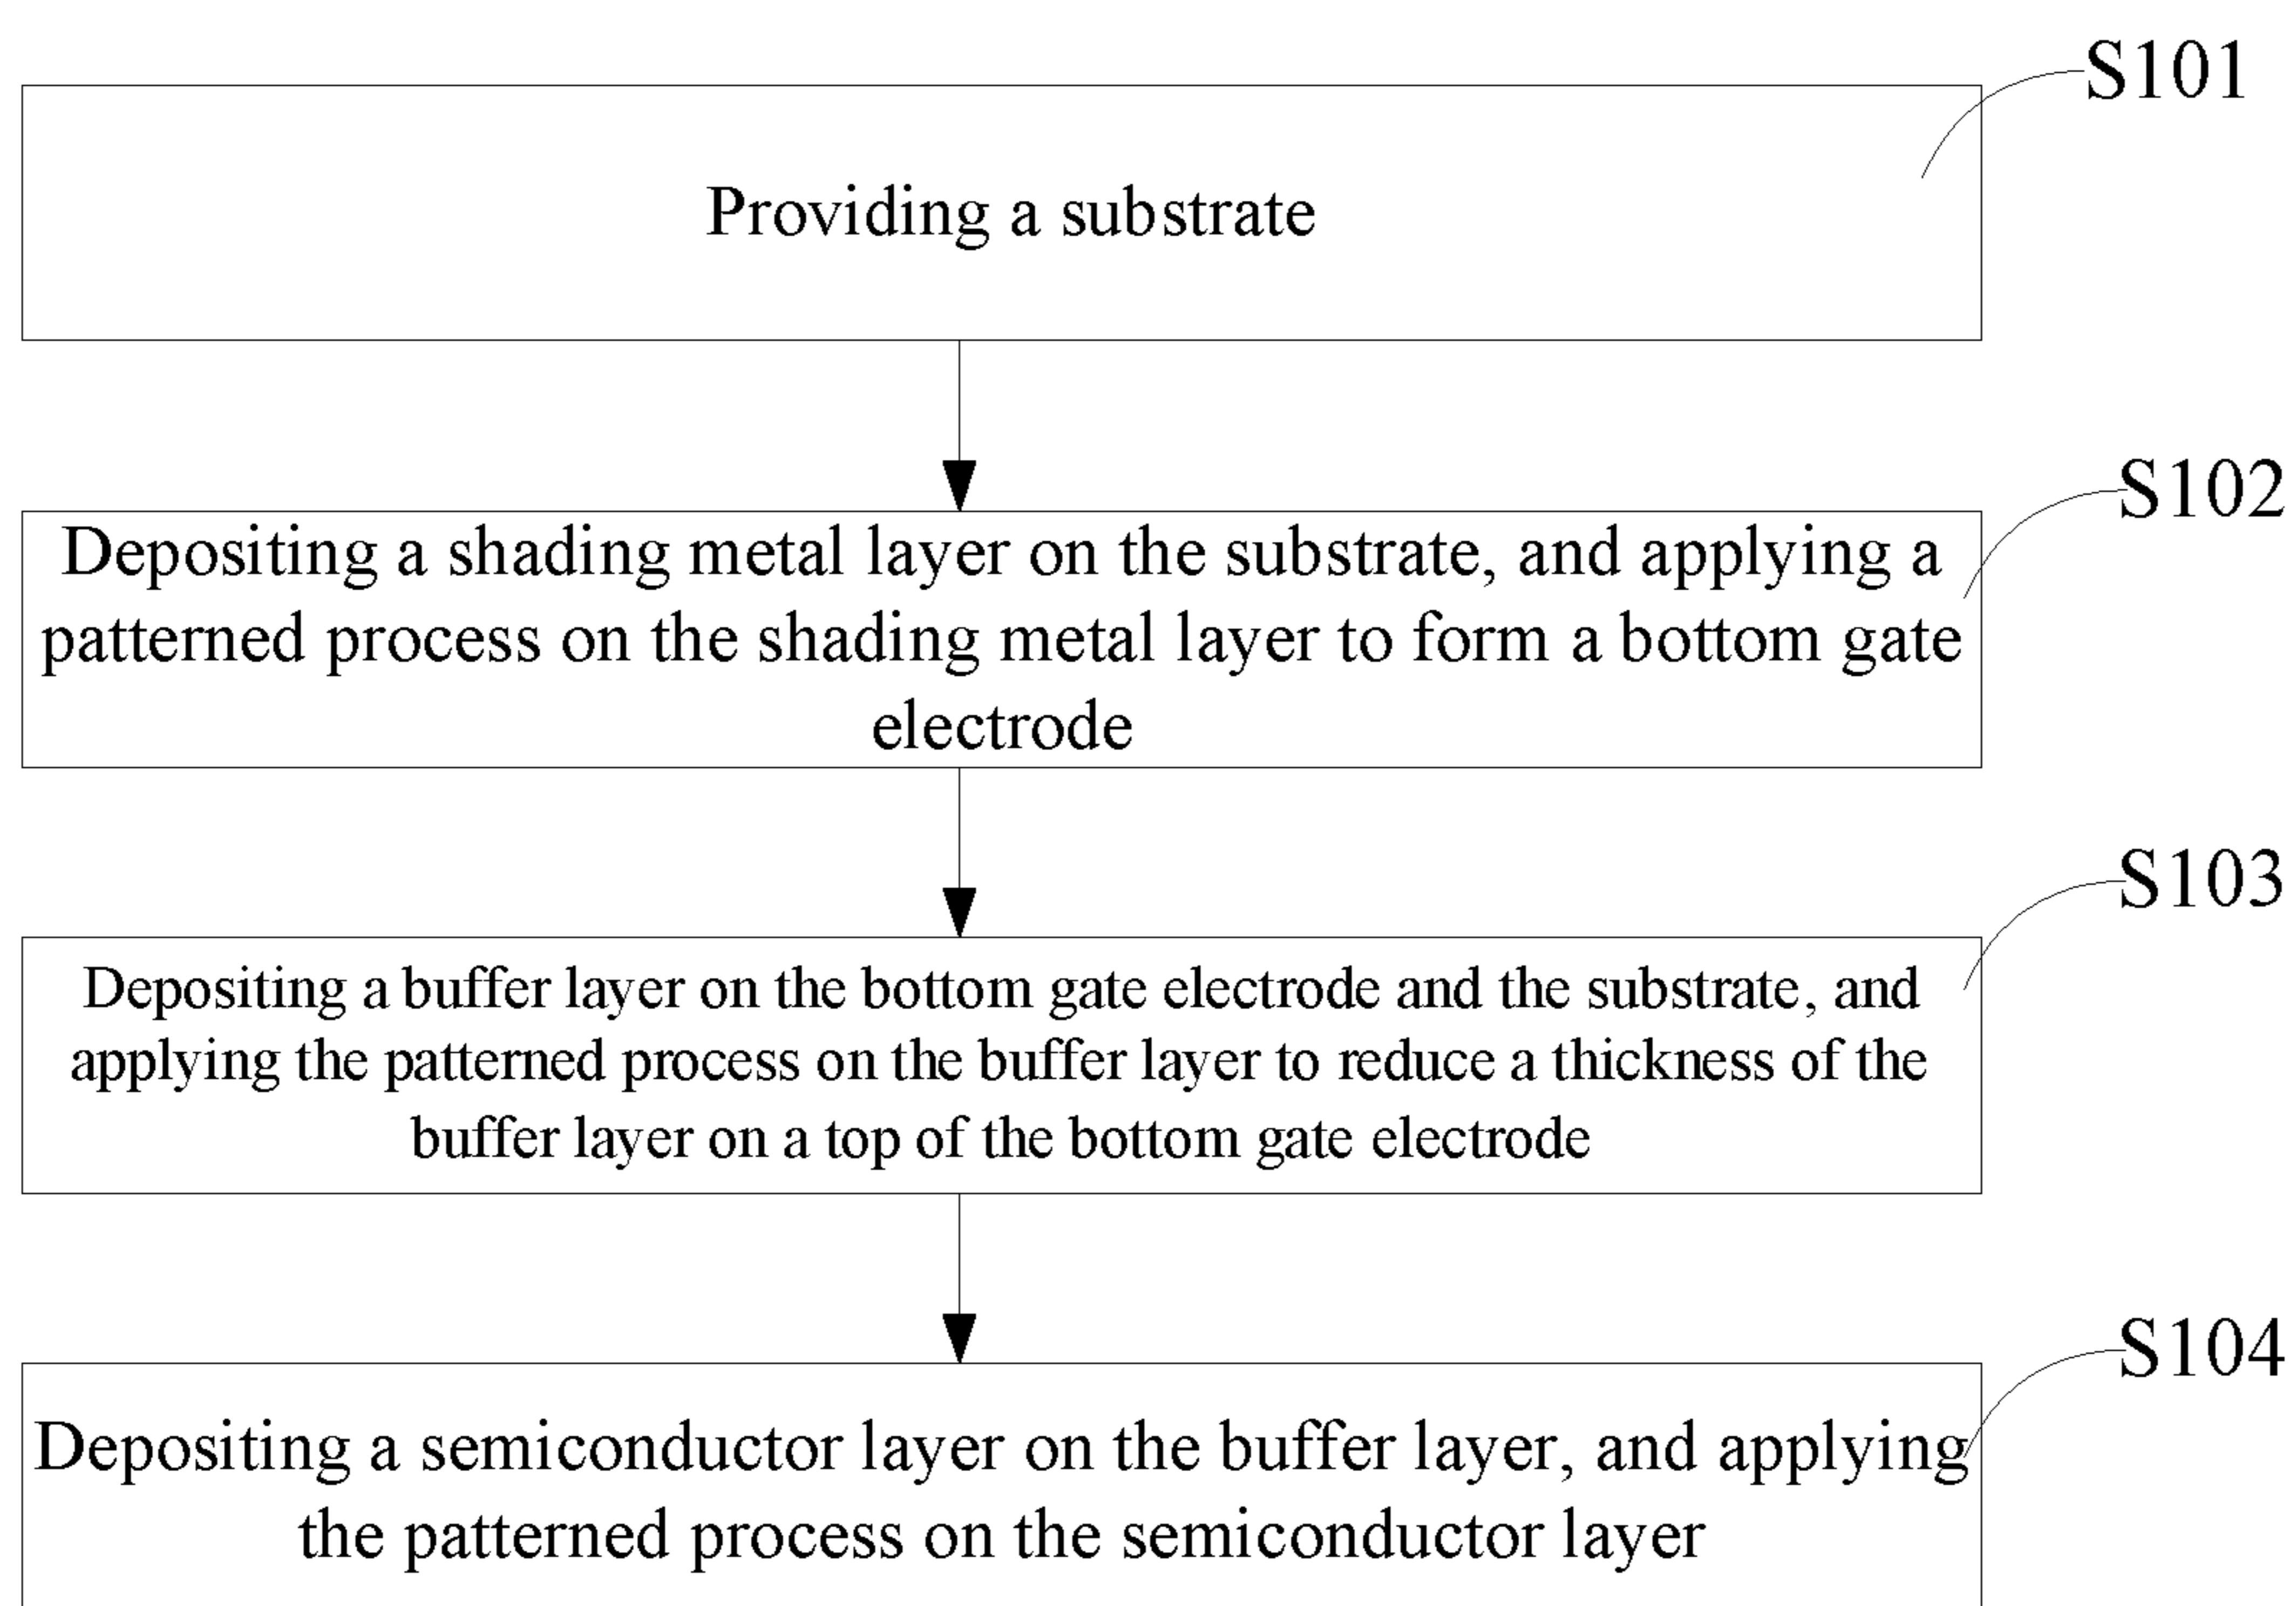 S101
Providing a substrate
S102
Depositing a shading metal layer on the substrate, and applying a
patterned process on the shading metal layer to form a bottom gate
electrode
S103
Depositing a buffer layer on the bottom gate electrode and the substrate, and
applying the patterned process on the buffer layer to reduce a thickness of the
buffer layer on a top of the bottom gate electrode
S104
Depositing a semiconductor layer on the buffer layer, and applying
the patterned process on the semiconductor layer